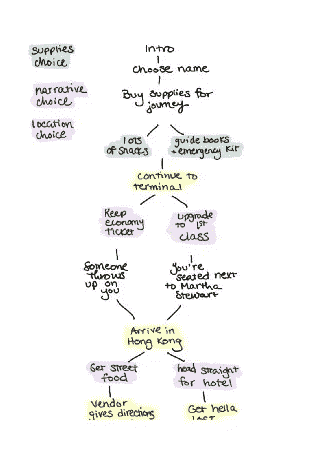 supplies
choice
narrative
choice
location
choice
Intro
choose name
Buy supplies for
journey
lots
of snacks
guide books
+ emergency kit
continue to
terminal
Keep
economy
ticket
upgrade
to 1st
class
Someone
throws
up on
you
You're
seated next
to Martha
Stewart
Arrive in
Hong Kong
Get street
food
head straight
for hotel
vendor
gives directions
Get hella